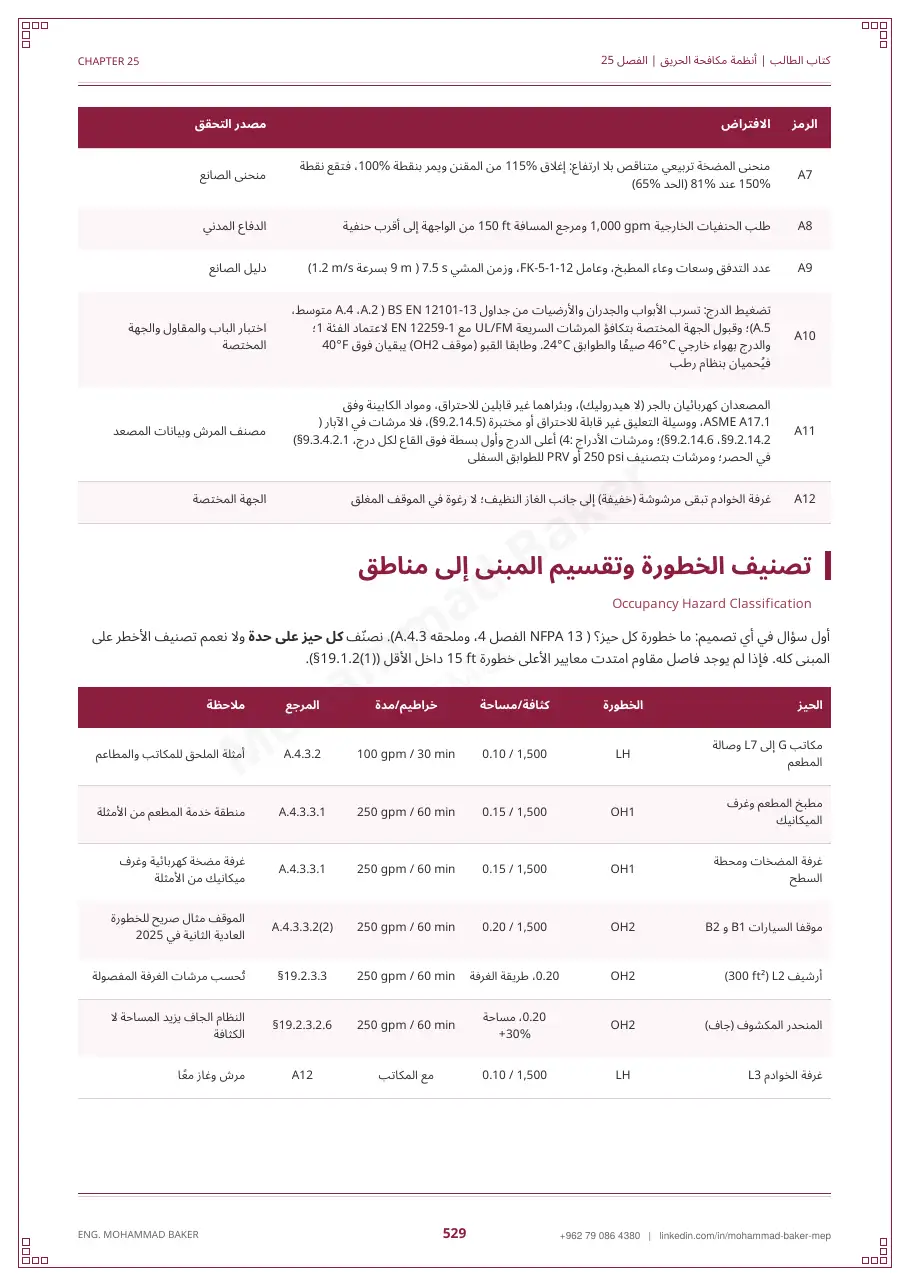 كتاب الطالب | أنظمة مكافحة الحريق | الفصل 25
CHAPTER 25
الرمز الافتراض مصدر التحقق
A7 منحنى المضخة تربيعي متناقص بلا ارتفاع: إغلاق 115% من المقنن ويمر بنقطة 100%، فتقع نقطة
150% عند 81% (الحد 65%)
منحنى الصانع
A8 طلب الحنفيات الخارجية 1,000 gpm ومرجع المسافة 150 ft من الواجهة إلى أقرب حنفية الدفاع المدني
A9 عدد التدفق وسعات وعاء المطبخ، وعامل FK-5-1-12، وزمن المشي 7.5 s ( 9 m بسرعة 1.2 m/s) دليل الصانع
A10 تضغيط الدرج: تسرب الأبواب والجدران والأرضيات من جداول BS EN 12101-13 ( A.2، A.4 متوسط،
A.5)؛ وقبول الجهة المختصة بتكافؤ المرشات السريعة UL/FM مع EN 12259-1 لاعتماد الفئة 1؛
والدرج بهواء خارجي 46°C صيفًا والطوابق 24°C. وطابقا القبو (موقف OH2) يبقيان فوق 40°F
فيُحميان بنظام رطب
اختبار الباب والمقاول والجهة
المختصة
A11 المصعدان كهربائيان بالجر (لا هيدروليك)، وبئراهما غير قابلين للاحتراق، ومواد الكابينة وفق
ASME A17.1، ووسيلة التعليق غير قابلة للاحتراق أو مختبرة (§9.2.14.5)، فلا مرشات في الآبار (
§9.2.14.2، §9.2.14.6)؛ ومرشات الأدراج :4) أعلى الدرج وأول بسطة فوق القاع لكل درج، §9.3.4.2.1)
في الحصر؛ ومرشات بتصنيف 250 psi أو PRV للطوابق السفلى
مصنف المرش وبيانات المصعد
A12 غرفة الخوادم تبقى مرشوشة (خفيفة) إلى جانب الغاز النظيف؛ لا رغوة في الموقف المغلق الجهة المختصة
تصنيف الخطورة وتقسيم المبنى إلى مناطق
Occupancy Hazard Classification
أول سؤال في أي تصميم: ما خطورة كل حيز؟ ( NFPA 13 الفصل 4، وملحقه A.4.3). نصنّف كل حيز على حدة ولا نعمم تصنيف الأخطر على
المبنى كله. فإذا لم يوجد فاصل مقاوم امتدت معايير الأعلى خطورة 15 ft داخل الأقل (§19.1.2(1)).
الحيز الخطورة كثافة/مساحة خراطيم/مدة المرجع ملاحظة
مكاتب G إلى L7 وصالة
المطعم
LH 0.10 / 1,500 100 gpm / 30 min A.4.3.2 أمثلة الملحق للمكاتب والمطاعم
مطبخ المطعم وغرف
الميكانيك
OH1 0.15 / 1,500 250 gpm / 60 min A.4.3.3.1 منطقة خدمة المطعم من الأمثلة
غرفة المضخات ومحطة
السطح
OH1 0.15 / 1,500 250 gpm / 60 min A.4.3.3.1 غرفة مضخة كهربائية وغرف
ميكانيك من الأمثلة
موقفا السيارات B1 و B2 OH2 0.20 / 1,500 250 gpm / 60 min A.4.3.3.2(2) الموقف مثال صريح للخطورة
العادية الثانية في 2025
أرشيف L2 (300 ft²) OH2 0.20، طريقة الغرفة 250 gpm / 60 min §19.2.3.3 تُحسب مرشات الغرفة المفصولة
المنحدر المكشوف (جاف) OH2 0.20، مساحة
+30%
250 gpm / 60 min §19.2.3.2.6 النظام الجاف يزيد المساحة لا
الكثافة
غرفة الخوادم L3 LH 0.10 / 1,500 مع المكاتب A12 مرش وغاز معًا
Mohammad Baker
ENG. MOHAMMAD BAKER
529
+962 79 086 4380 | linkedin.com/in/mohammad-baker-mep